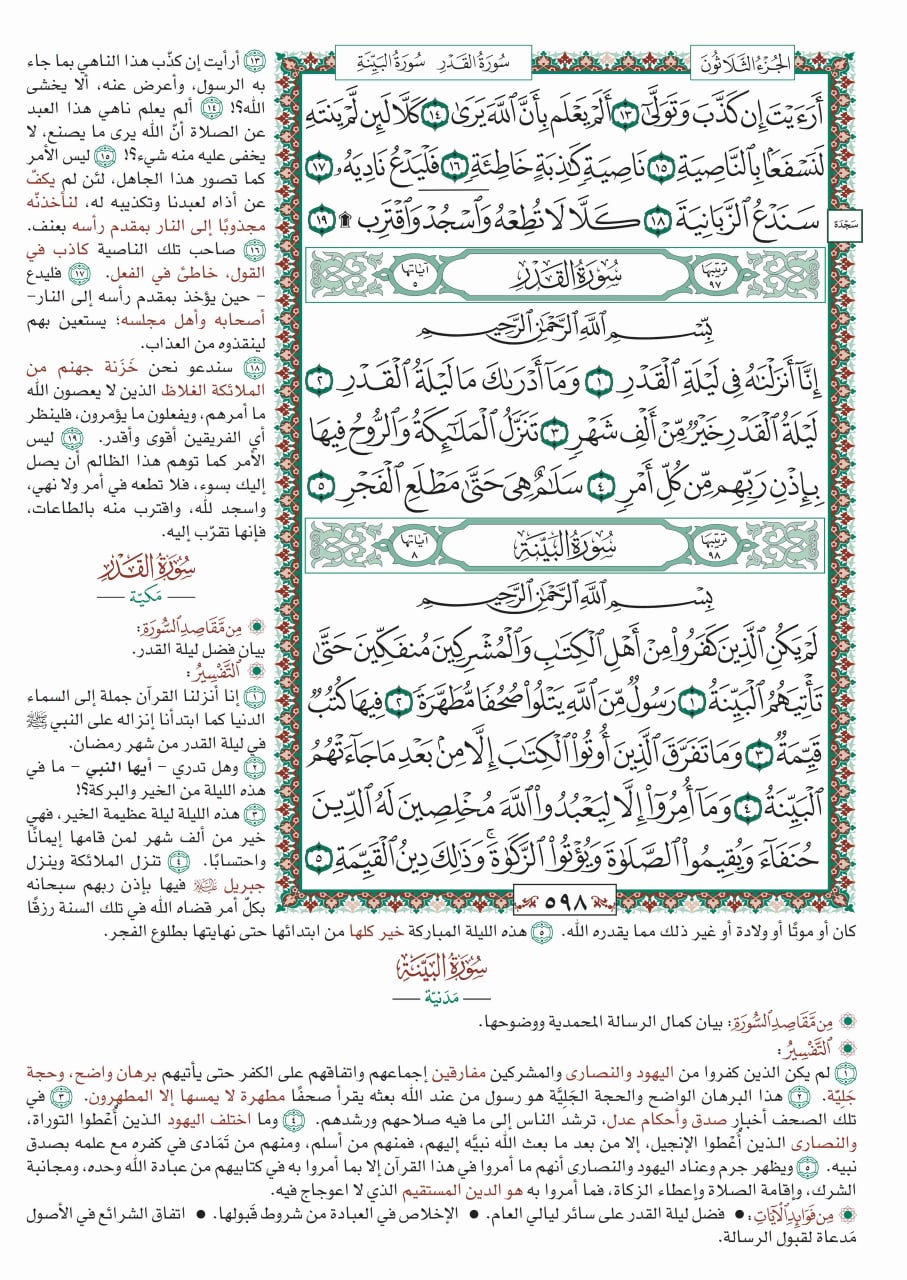 الجزء الثلاثون
سورة القدر سورة البينة
أَرَءَيْتَ إِن كَذَّبَ وَتَوَلَّىٰٓ ١٣ أَلَمْ يَعْلَم بِأَنَّ ٱللَّهَ يَرَىٰ ١٤ كَلَّا لَئِن لَّمْ يَنتَهِ
لَنَسْفَعًۢا بِٱلنَّاصِيَةِ ١٥ نَاصِيَةٍ كَٰذِبَةٍ خَاطِئَةٍ ١٦ فَلْيَدْعُ نَادِيَهُۥ ١٧
سَنَدْعُ ٱلزَّبَانِيَةَ ١٨ كَلَّا لَا تُطِعْهُ وَٱسْجُدْ وَٱقْتَرِب ۩ ١٩
سَجْدَة
ترتيبها ٩٧ سُورَةُ القَدْرِ آياتها ٥
بِسْمِ ٱللَّهِ ٱلرَّحْمَٰنِ ٱلرَّحِيمِ
إِنَّآ أَنزَلْنَٰهُ فِى لَيْلَةِ ٱلْقَدْرِ ١ وَمَآ أَدْرَىٰكَ مَا لَيْلَةُ ٱلْقَدْرِ ٢
لَيْلَةُ ٱلْقَدْرِ خَيْرٌ مِّنْ أَلْفِ شَهْرٍ ٣ تَنَزَّلُ ٱلْمَلَٰٓئِكَةُ وَٱلرُّوحُ فِيهَا
بِإِذْنِ رَبِّهِم مِّن كُلِّ أَمْرٍ ٤ سَلَٰمٌ هِىَ حَتَّىٰ مَطْلَعِ ٱلْفَجْرِ ٥
ترتيبها ٩٨ سُورَةُ البَيِّنَةِ آياتها ٨
بِسْمِ ٱللَّهِ ٱلرَّحْمَٰنِ ٱلرَّحِيمِ
لَمْ يَكُنِ ٱلَّذِينَ كَفَرُوا۟ مِنْ أَهْلِ ٱلْكِتَٰبِ وَٱلْمُشْرِكِينَ مُنفَكِّينَ حَتَّىٰ
تَأْتِيَهُمُ ٱلْبَيِّنَةُ ١ رَسُولٌ مِّنَ ٱللَّهِ يَتْلُوا۟ صُحُفًا مُّطَهَّرَةً ٢ فِيهَا كُتُبٌ
قَيِّمَةٌ ٣ وَمَا تَفَرَّقَ ٱلَّذِينَ أُوتُوا۟ ٱلْكِتَٰبَ إِلَّا مِنۢ بَعْدِ مَا جَآءَتْهُمُ
ٱلْبَيِّنَةُ ٤ وَمَآ أُمِرُوٓا۟ إِلَّا لِيَعْبُدُوا۟ ٱللَّهَ مُخْلِصِينَ لَهُ ٱلدِّينَ
حُنَفَآءَ وَيُقِيمُوا۟ ٱلصَّلَوٰةَ وَيُؤْتُوا۟ ٱلزَّكَوٰةَ ۚ وَذَٰلِكَ دِينُ ٱلْقَيِّمَةِ ٥
٥٩٨
١٣ أرأيت إن كذّب هذا الناهي بما جاء
به الرسول، وأعرض عنه، ألا يخشى
الله؟! ١٤ ألم يعلم ناهي هذا العبد
عن الصلاة أنّ الله يرى ما يصنع، لا
يخفى عليه منه شيء؟! ١٥ ليس الأمر
كما تصور هذا الجاهل، لئن لم يكفّ
عن أذاه لعبدنا وتكذيبه له، لنأخذنّه
مجذوبًا إلى النار بمقدم رأسه بعنف.
١٦ صاحب تلك الناصية كاذب في
القول، خاطئ في الفعل. ١٧ فليدع
- حين يؤخذ بمقدم رأسه إلى النار-
أصحابه وأهل مجلسه؛ يستعين بهم
لينقذوه من العذاب.
١٨ سندعو نحن خَزَنة جهنم من
الملائكة الغلاظ الذين لا يعصون الله
ما أمرهم، ويفعلون ما يؤمرون، فلينظر
أي الفريقين أقوى وأقدر. ١٩ ليس
الأمر كما توهم هذا الظالم أن يصل
إليك بسوء، فلا تطعه في أمر ولا نهي،
واسجد لله، واقترب منه بالطاعات،
فإنها تقرّب إليه.
سُورَةُ القَدْرِ
مَكيّة
مِن مَّقَاصِدِ السُّورَةِ:
بيان فضل ليلة القدر.
التَّفْسِيرُ:
١ إنا أنزلنا القرآن جملة إلى السماء
الدنيا كما ابتدأنا إنزاله على النبي ﷺ
في ليلة القدر من شهر رمضان.
٢ وهل تدري - أيها النبي - ما في
هذه الليلة من الخير والبركة؟!
٣ هذه الليلة ليلة عظيمة الخير، فهي
خير من ألف شهر لمن قامها إيمانًا
واحتسابًا. ٤ تنزل الملائكة وينزل
جبريل عليه السلام فيها بإذن ربهم سبحانه
بكل أمر قضاه الله في تلك السنة رزقًا
كان أو موتًا أو ولادة أو غير ذلك مما يقدره الله. ٥ هذه الليلة المباركة خير كلها من ابتدائها حتى نهايتها بطلوع الفجر.
سُورَةُ البَيِّنَةِ
مَدَنيّة
مِن مَّقَاصِدِ السُّورَةِ: بيان كمال الرسالة المحمدية ووضوحها.
التَّفْسِيرُ:
١ لم يكن الذين كفروا من اليهود والنصارى والمشركين مفارقين إجماعهم واتفاقهم على الكفر حتى يأتيهم برهان واضح، وحجة
جَلِيّة. ٢ هذا البرهان الواضح والحجة الجَلِيَّة هو رسول من عند الله بعثه يقرأ صحفًا مطهرة لا يمسها إلا المطهرون. ٣ في
تلك الصحف أخبار صدق وأحكام عدل، ترشد الناس إلى ما فيه صلاحهم ورشدهم. ٤ وما اختلف اليهود الذين أُعْطوا التوراة،
والنصارى الذين أُعْطوا الإنجيل، إلا من بعد ما بعث الله نبيَّه إليهم، فمنهم من أسلم، ومنهم من تَمَادى في كفره مع علمه بصدق
نبيه. ٥ ويظهر جرم وعناد اليهود والنصارى أنهم ما أمروا في هذا القرآن إلا بما أمروا به في كتابيهم من عبادة الله وحده، ومجانبة
الشرك، وإقامة الصلاة وإعطاء الزكاة، فما أمروا به هو الدين المستقيم الذي لا اعوجاج فيه.
مِن فَوَائِدِ الآيَاتِ: • فضل ليلة القدر على سائر ليالي العام. • الإخلاص في العبادة من شروط قَبولها. • اتفاق الشرائع في الأصول
مَدعاة لقبول الرسالة.